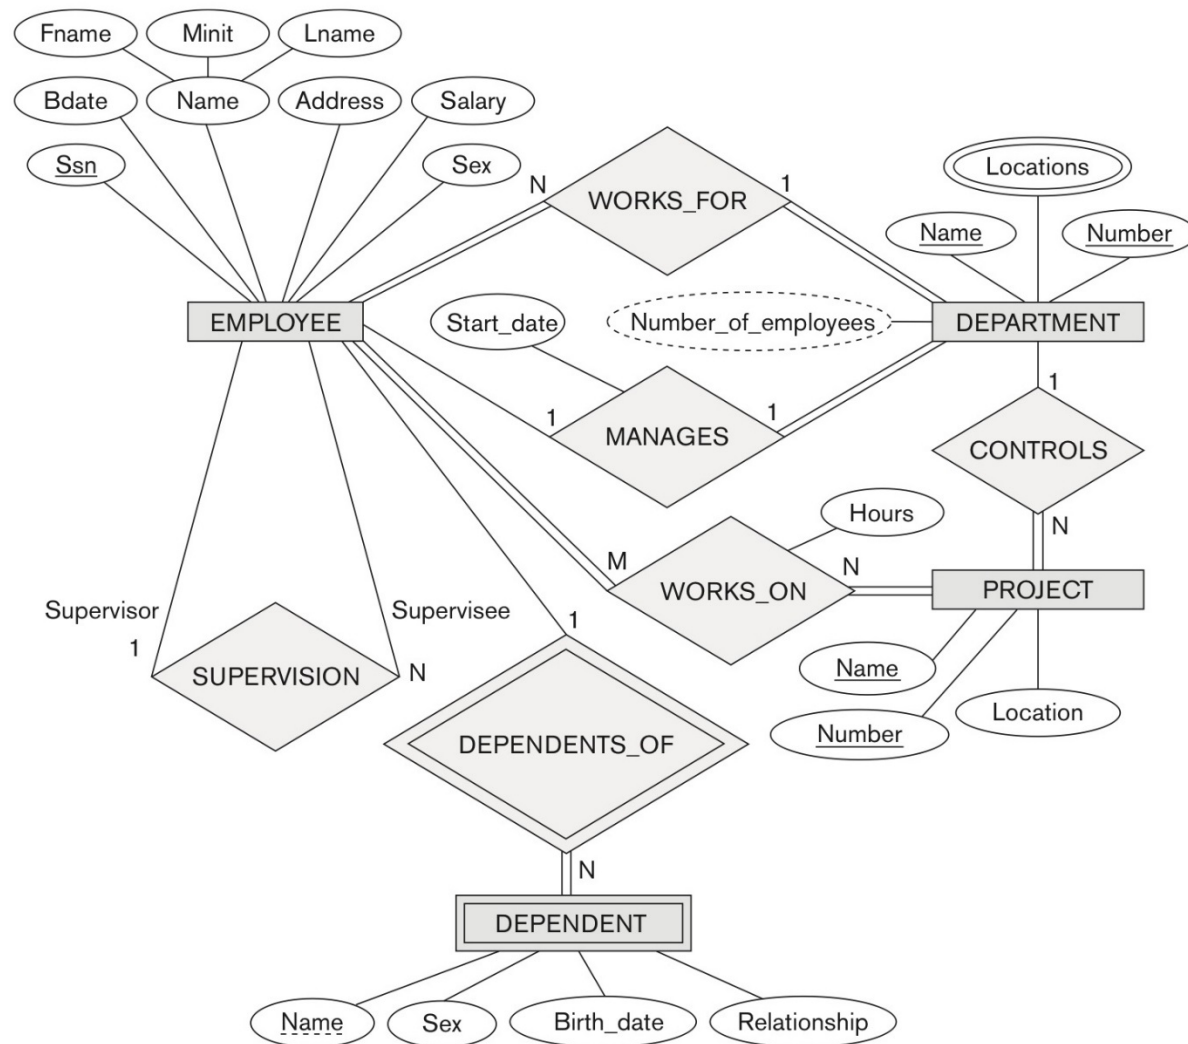 Fname
Minit
Lname
Bdate
Name
Address
Salary
Ssn
Sex
N
WORKS_FOR
1
Locations
Name
Number
EMPLOYEE
Start_date
Number_of_employees
DEPARTMENT
1
MANAGES
1
1
CONTROLS
N
Hours
M
WORKS_ON
N
PROJECT
Name
Number
Location
Supervisor
1
Supervisee
N
SUPERVISION
1
DEPENDENTS_OF
N
DEPENDENT
Name
Sex
Birth_date
Relationship